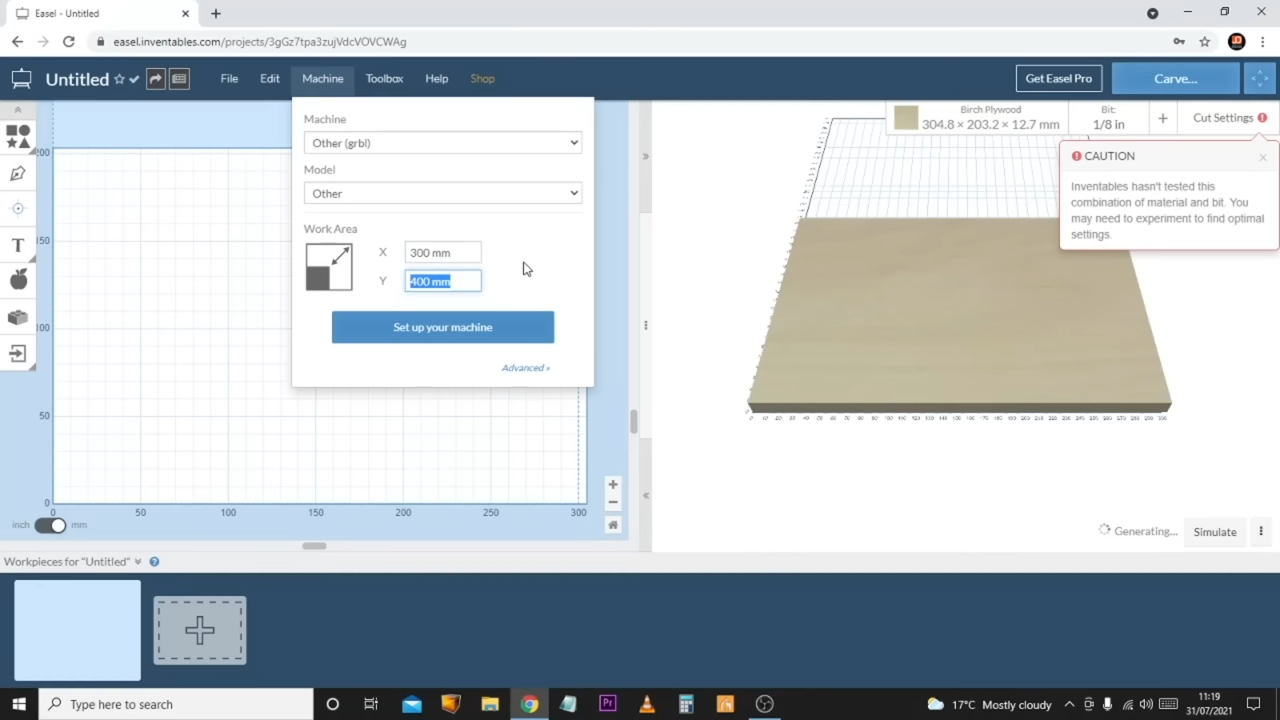 Easel - Untitled
easel.inventables.com/projects/3gGz7tpa3zujVdcVOVCWAg
Untitled
File Edit Machine Toolbox Help Shop
Get Easel Pro
Carve...
Machine
Other (grbl)
Model
Other
Work Area
X 300 mm
Y 400 mm
Set up your machine
Advanced »
Birch Plywood
304.8 × 203.2 × 12.7 mm
Bit:
1/8 in
Cut Settings
CAUTION
Inventables hasn't tested this
combination of material and bit. You
may need to experiment to find optimal
settings.
200
150
100
50
0
0 50 100 150 200 250 300
inch mm
Generating...
Simulate
Workpieces for "Untitled"
Type here to search
17°C Mostly cloudy
11:19
31/07/2021